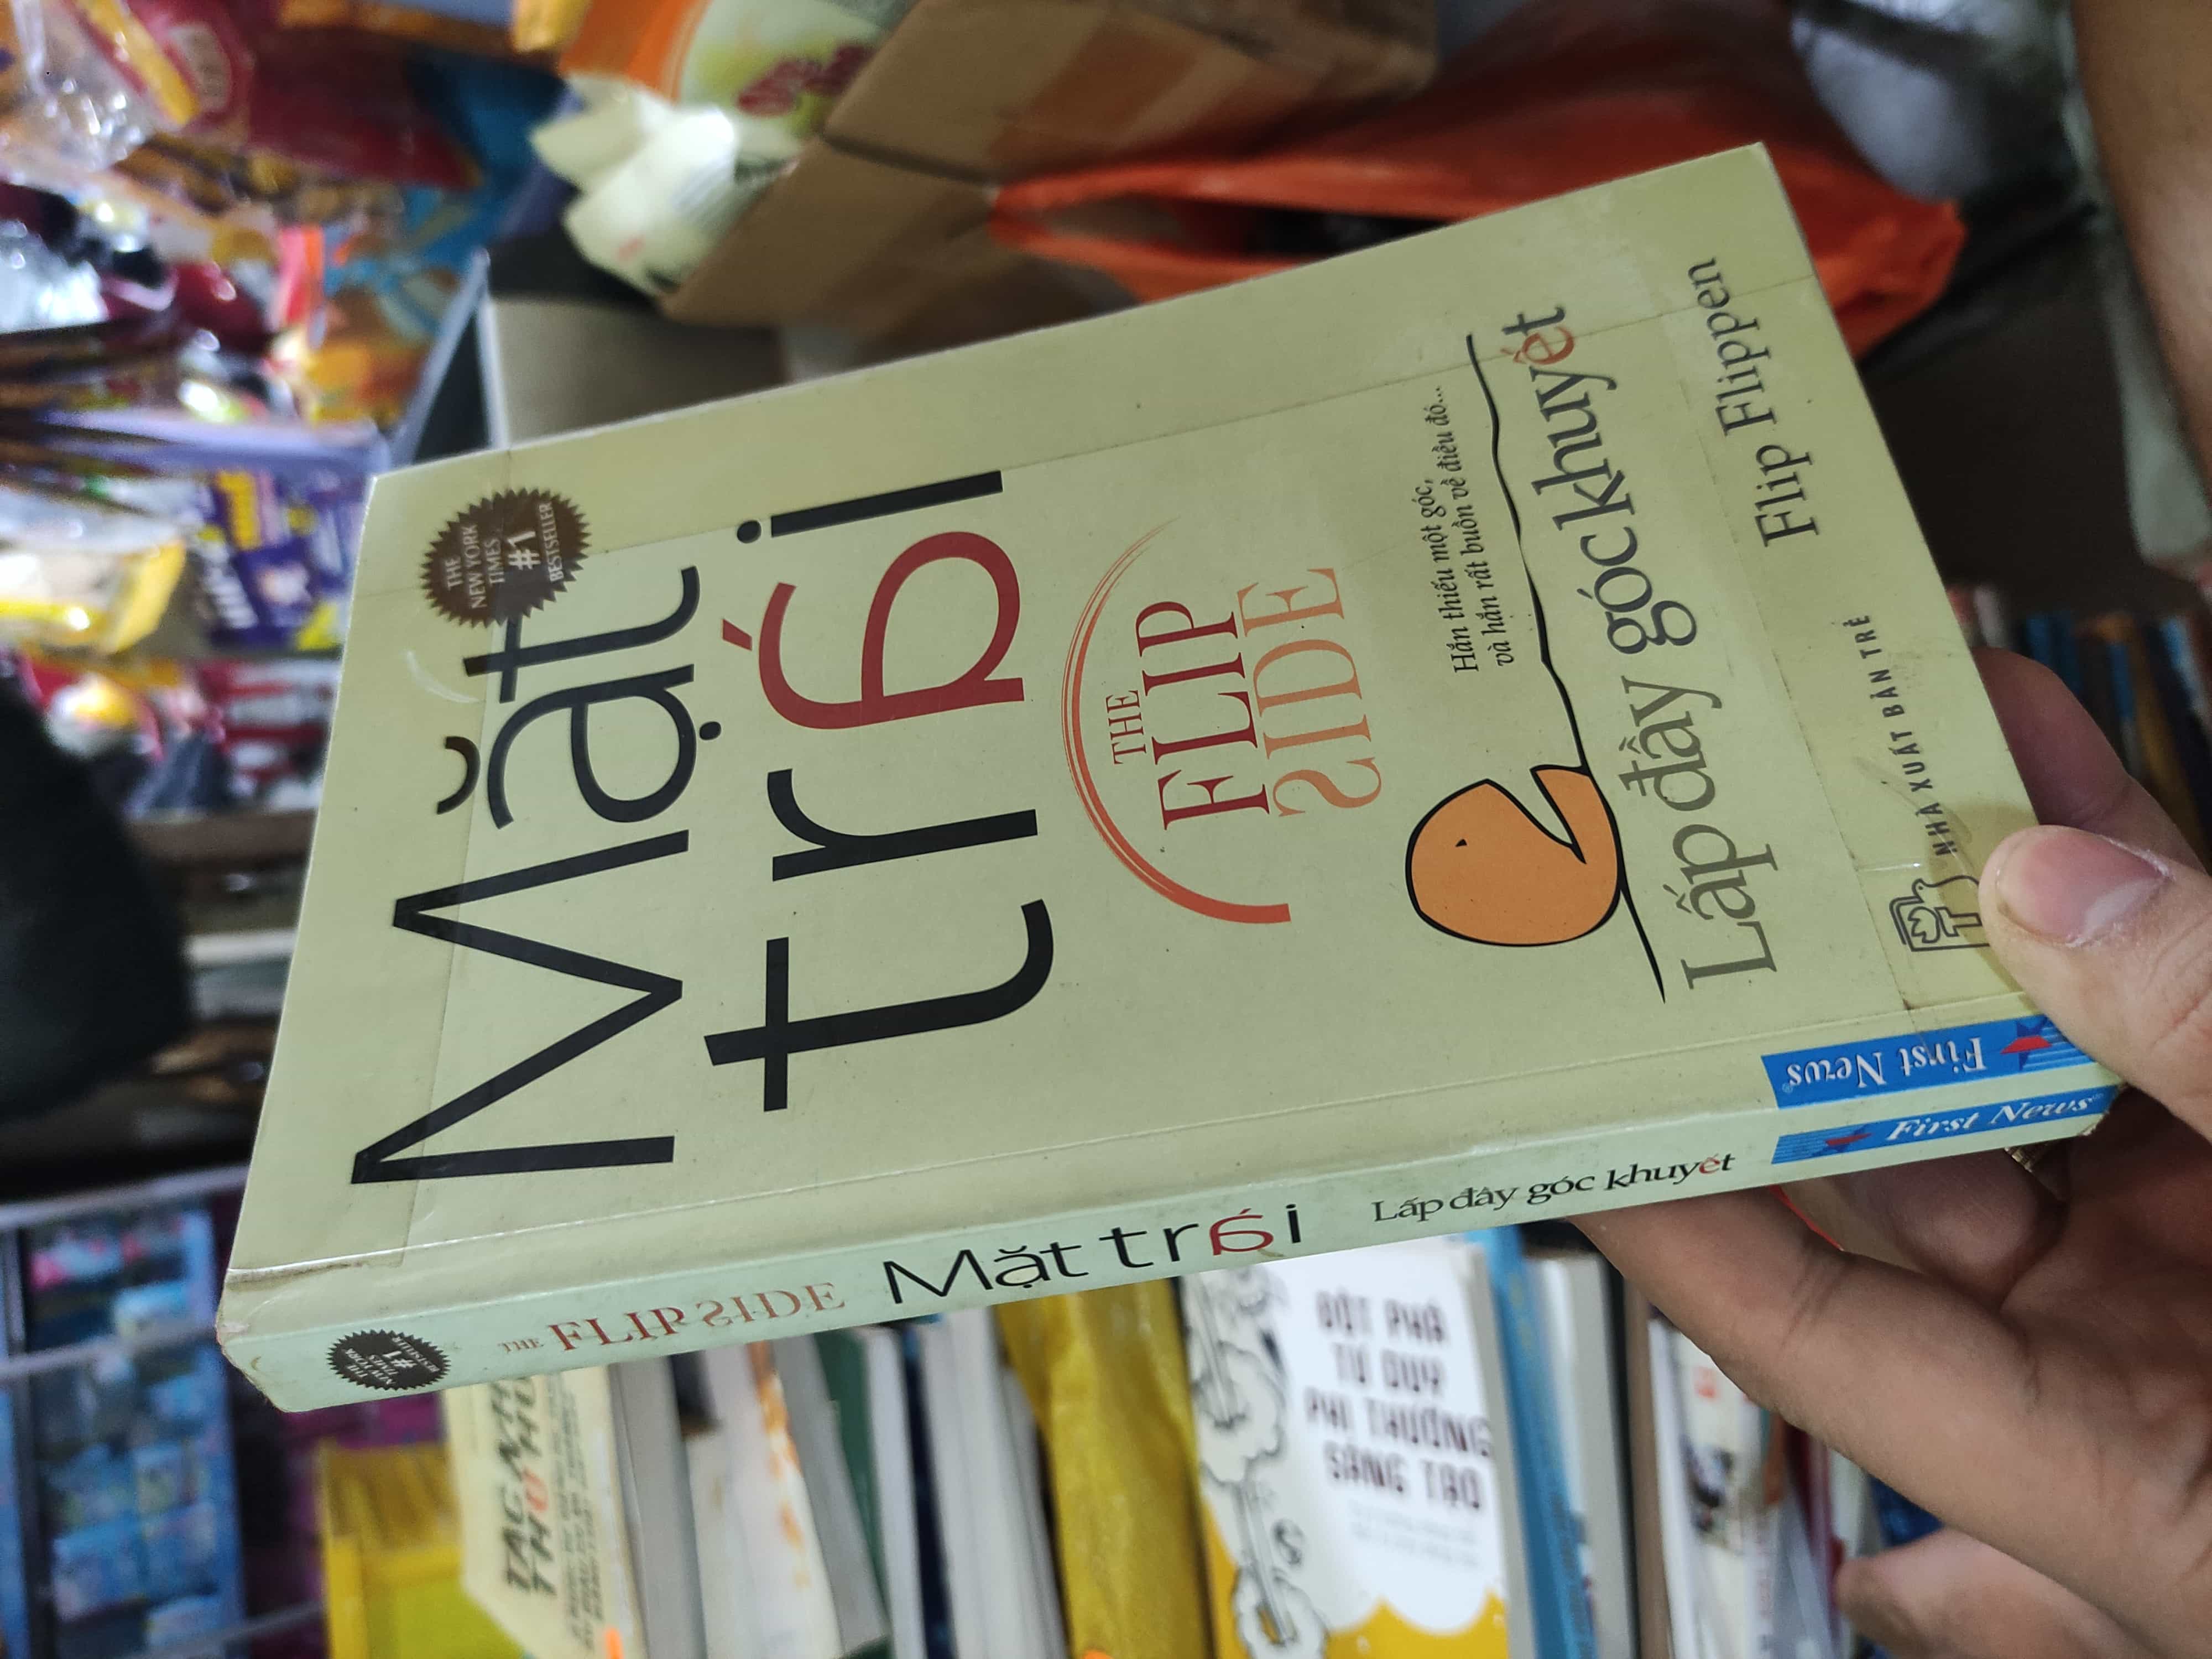 THE
NEW YORK
TIMES
#1
BESTSELLER
Mặt
trái
THE
FLIP
SIDE
Hắn thiếu một góc,
và hắn rất buồn về điều đó...
Lấp đầy góc khuyết
Flip Flippen
NHÀ XUẤT BẢN TRẺ
First News
THE FLIP SIDE Mặt trái Lấp đầy góc khuyết First News
ĐỘT PHÁ
TƯ DUY
PHI THƯỜNG
SÁNG TẠO